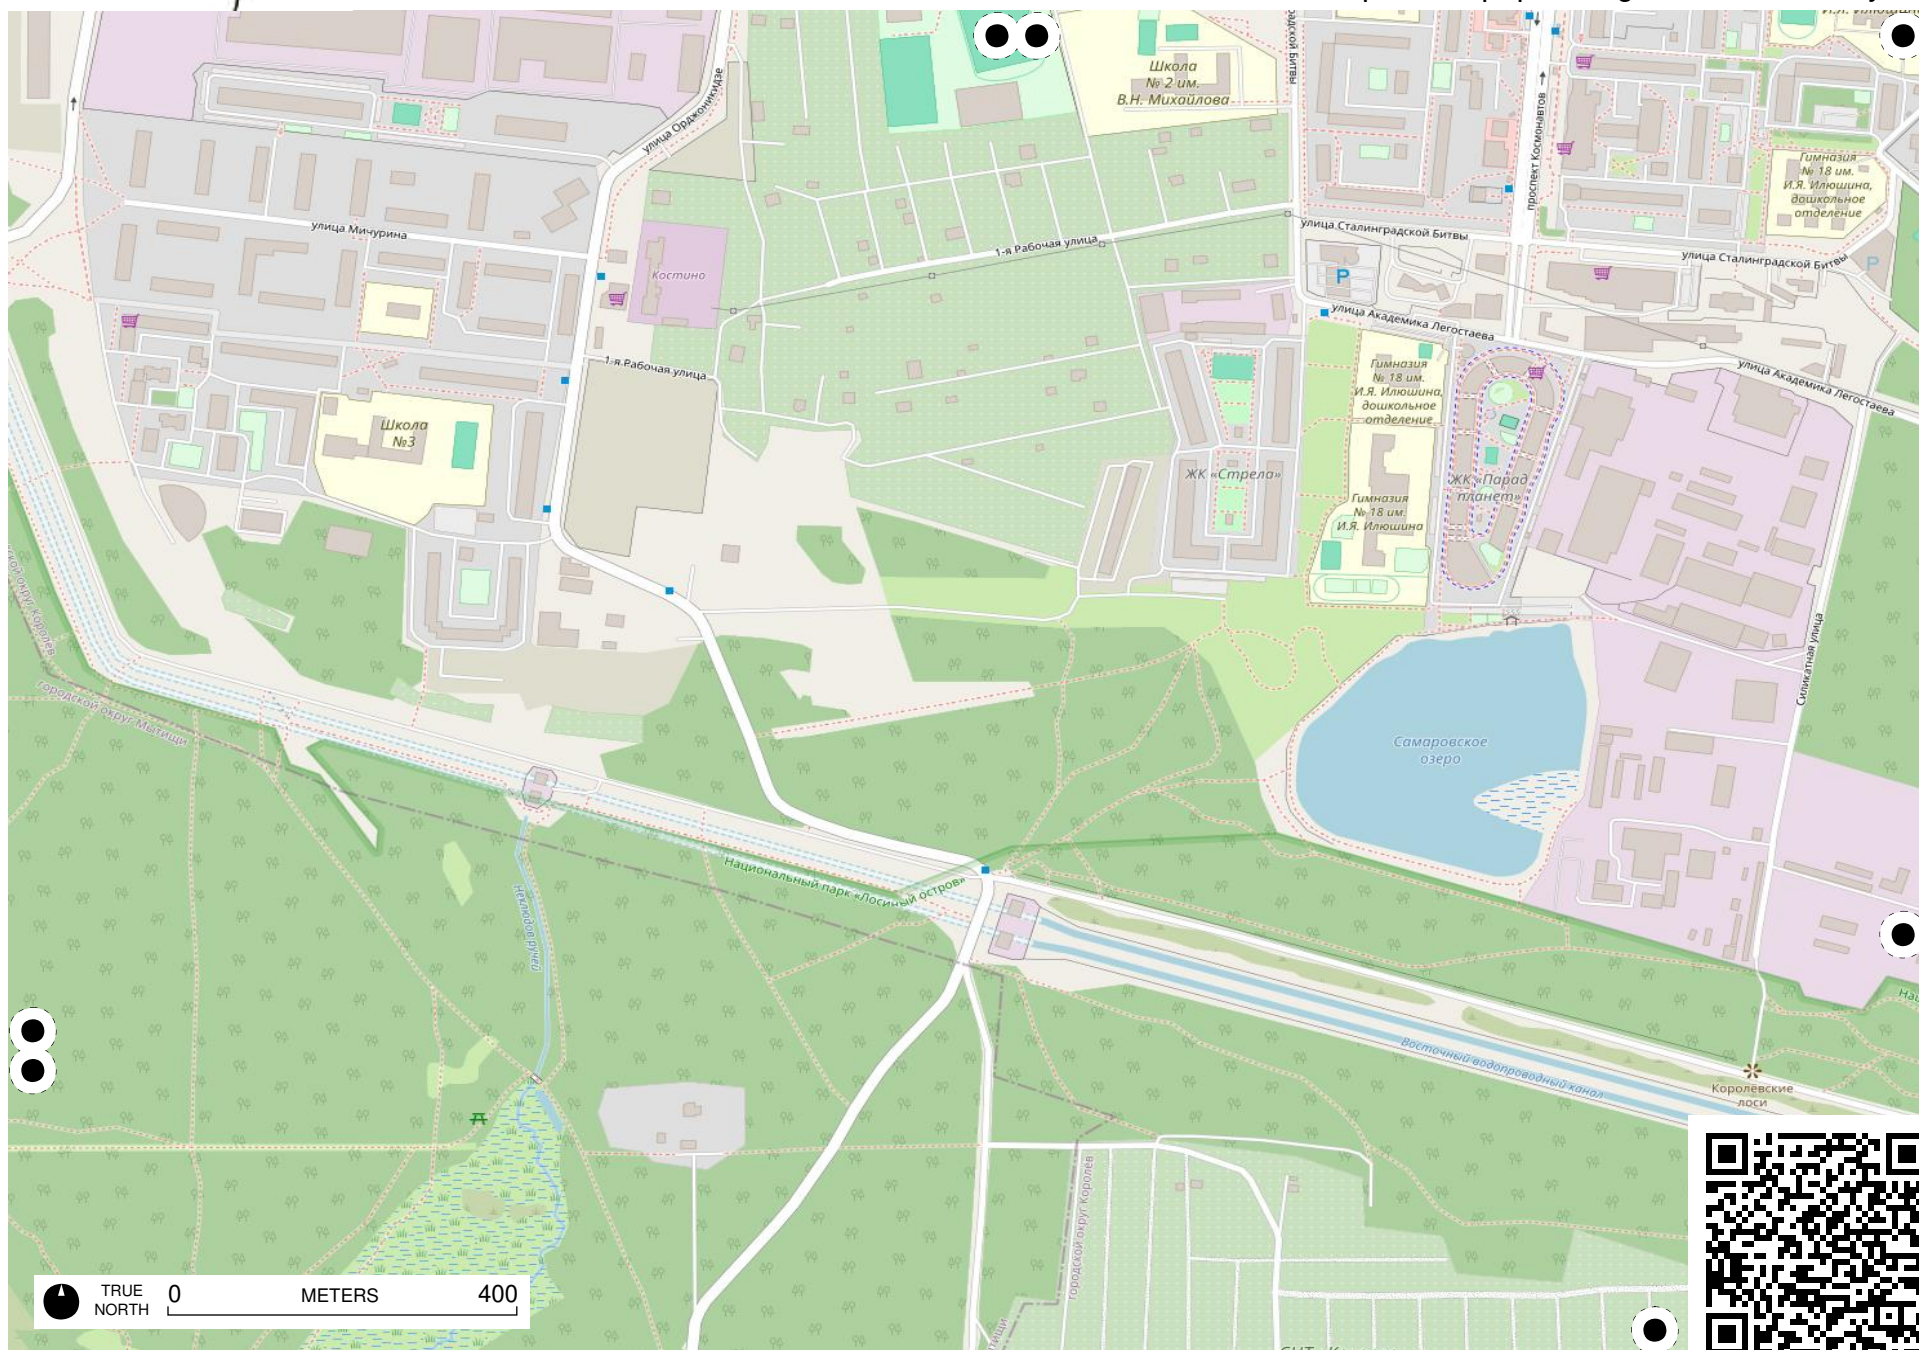 Школа
№ 2 им.
В.Н. Михайлова
улица Орджоникидзе
проспект Космонавтов
Гимназия
№ 18 им.
И.Я. Илюшина,
дошкольное
отделение
улица Мичурина
1-я Рабочая улица
улица Сталинградской Битвы
улица Сталинградской Битвы
P
P
Костино
улица Академика Легостаева
1-я Рабочая улица
улица Академика Легостаева
Гимназия
№ 18 им.
И.Я. Илюшина,
дошкольное
отделение
Школа
№3
ЖК «Стрела»
ЖК «Парад
планет»
Гимназия
№ 18 им.
И.Я. Илюшина
Силикатная улица
городской округ Мытищи
Самаровское
озеро
Национальный парк «Лосиный остров»
Неклюдов ручей
Восточный водопроводный канал
Королёвские
лоси
городской округ Королёв
TRUE
NORTH
0 METERS 400